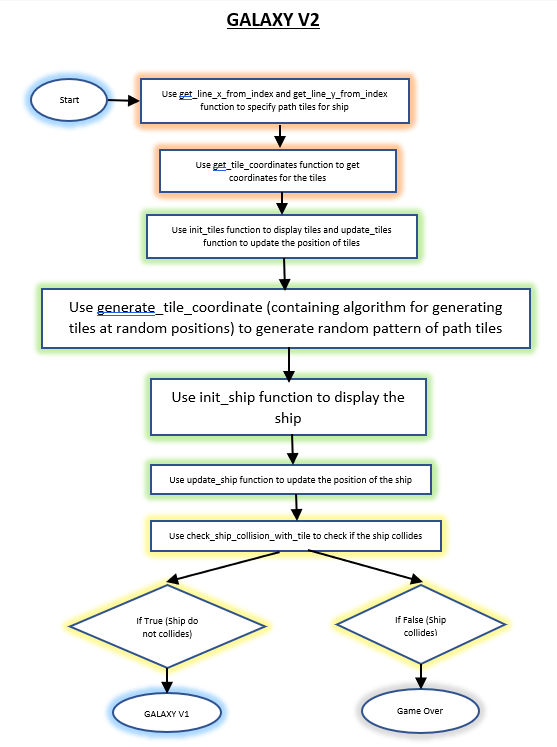 GALAXY V2
Start
Use get_line_x_from_index and get_line_y_from_index
function to specify path tiles for ship
Use get_tile_coordinates function to get
coordinates for the tiles
Use init_tiles function to display tiles and update_tiles
function to update the position of tiles
Use generate_tile_coordinate (containing algorithm for generating
tiles at random positions) to generate random pattern of path tiles
Use init_ship function to display the
ship
Use update_ship function to update the position of the ship
Use check_ship_collision_with_tile to check if the ship collides
If True (Ship do
not collides)
If False (Ship
collides)
GALAXY V1
Game Over